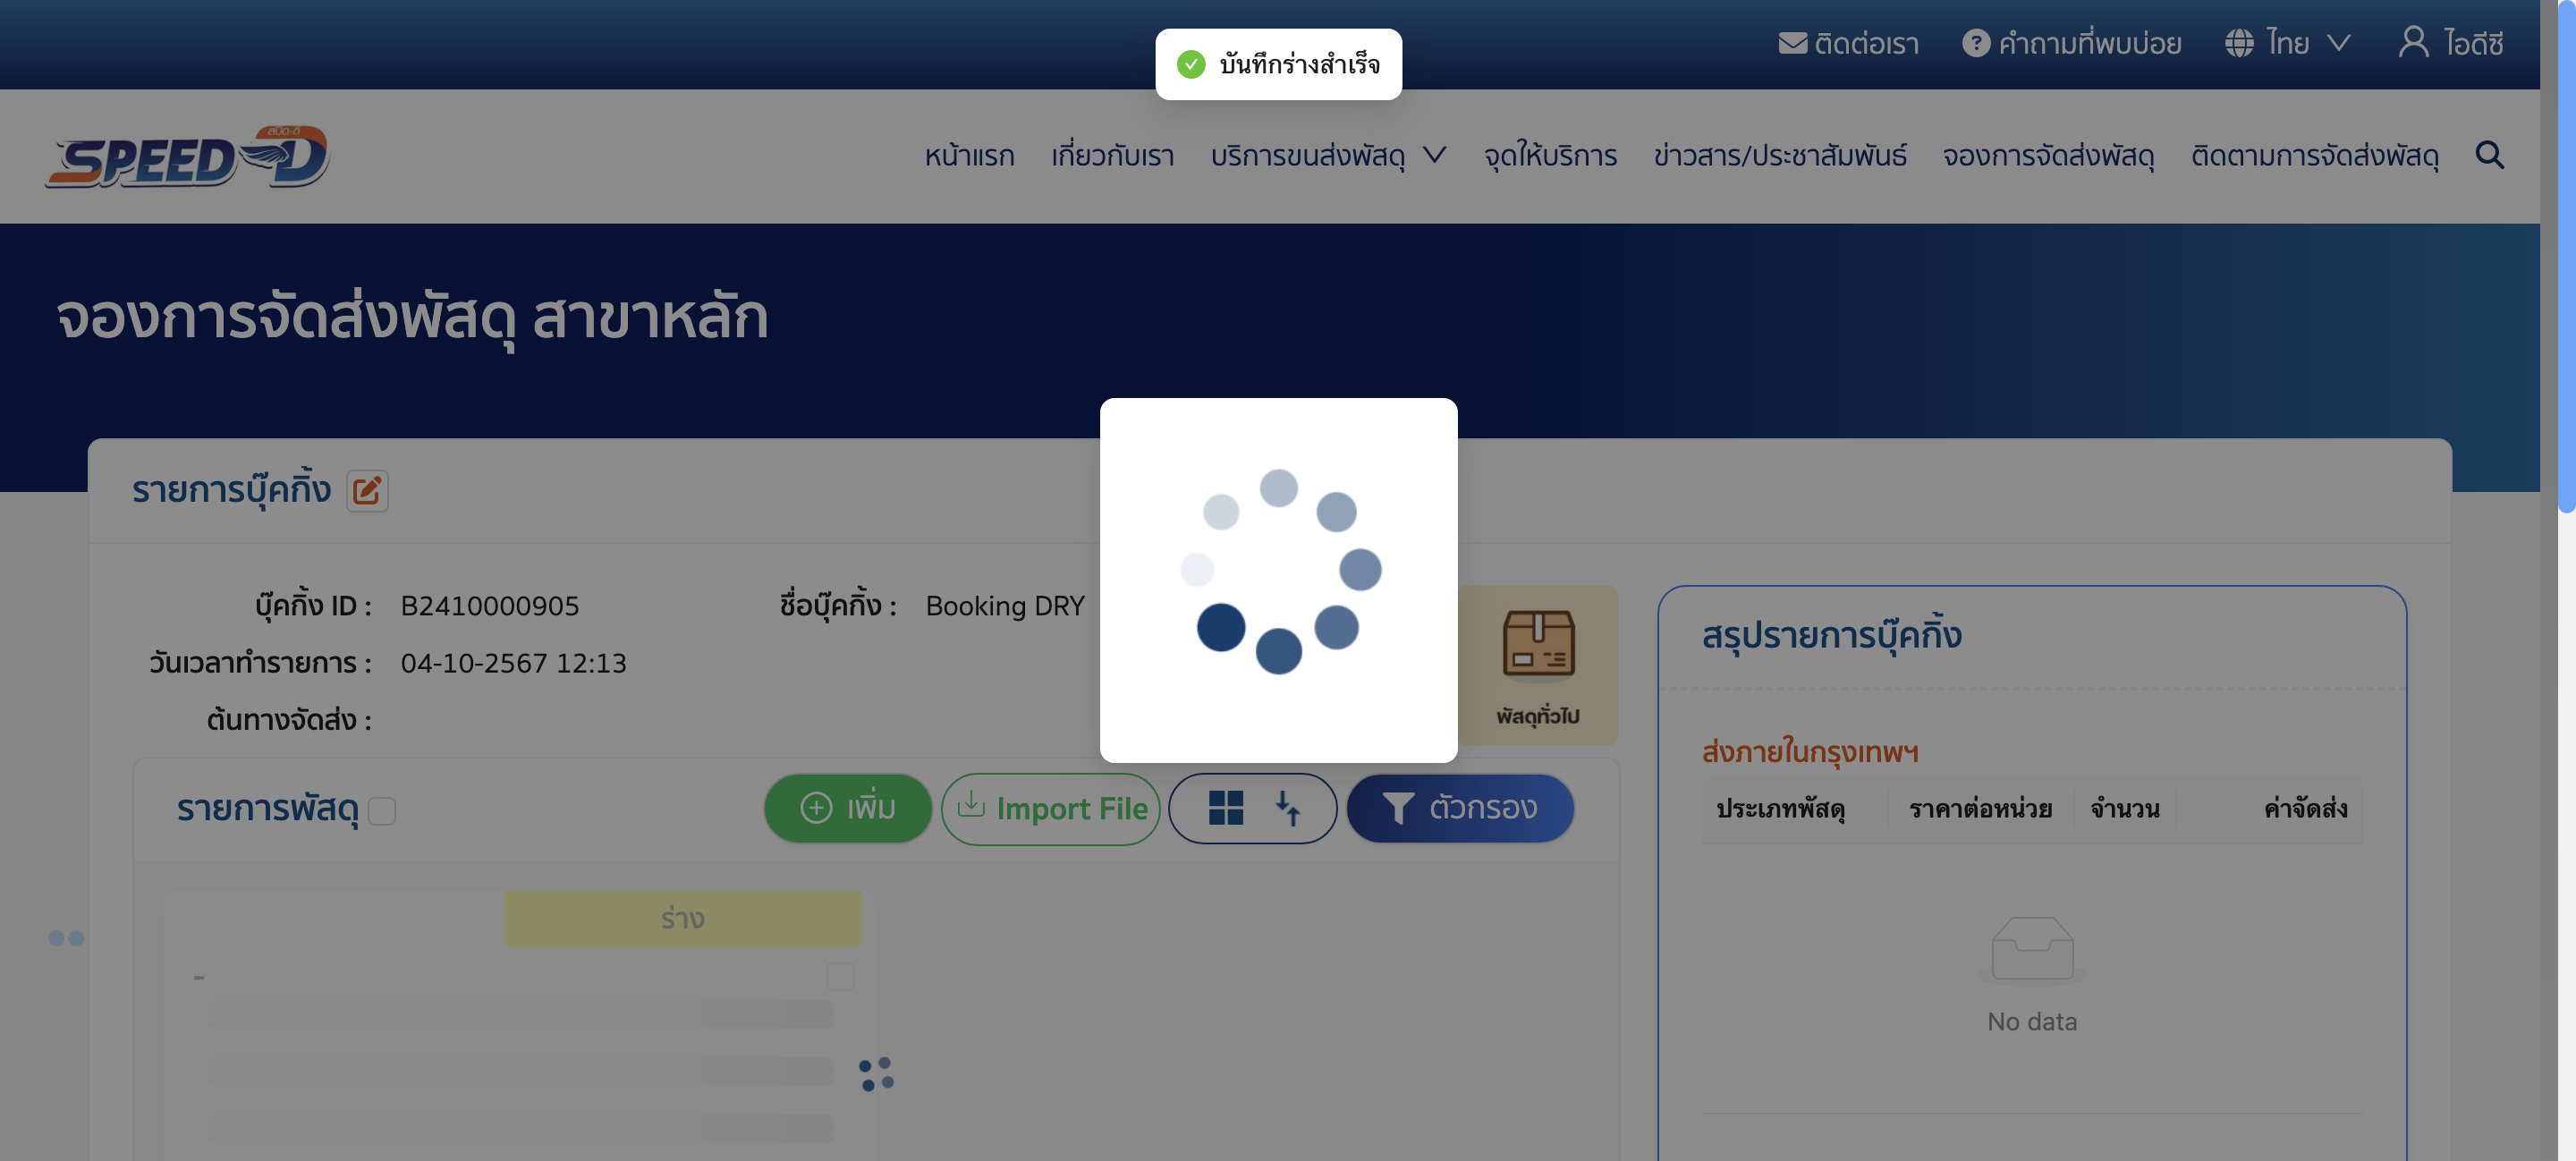 บันทึกร่างสำเร็จ
ติดต่อเรา
คำถามที่พบบ่อย
ไทย
ไอดีซี
สปีด-ดี
SPEED-D
หน้าแรก
เกี่ยวกับเรา
บริการขนส่งพัสดุ
จุดให้บริการ
ข่าวสาร/ประชาสัมพันธ์
จองการจัดส่งพัสดุ
ติดตามการจัดส่งพัสดุ
จองการจัดส่งพัสดุ สาขาหลัก
รายการบุ๊คกิ้ง
บุ๊คกิ้ง ID : B2410000905
ชื่อบุ๊คกิ้ง : Booking DRY
วันเวลาทำรายการ : 04-10-2567 12:13
ต้นทางจัดส่ง :
พัสดุทั่วไป
รายการพัสดุ
เพิ่ม
Import File
ตัวกรอง
ร่าง
-
สรุปรายการบุ๊คกิ้ง
ส่งภายในกรุงเทพฯ
ประเภทพัสดุ ราคาต่อหน่วย จำนวน ค่าจัดส่ง
No data